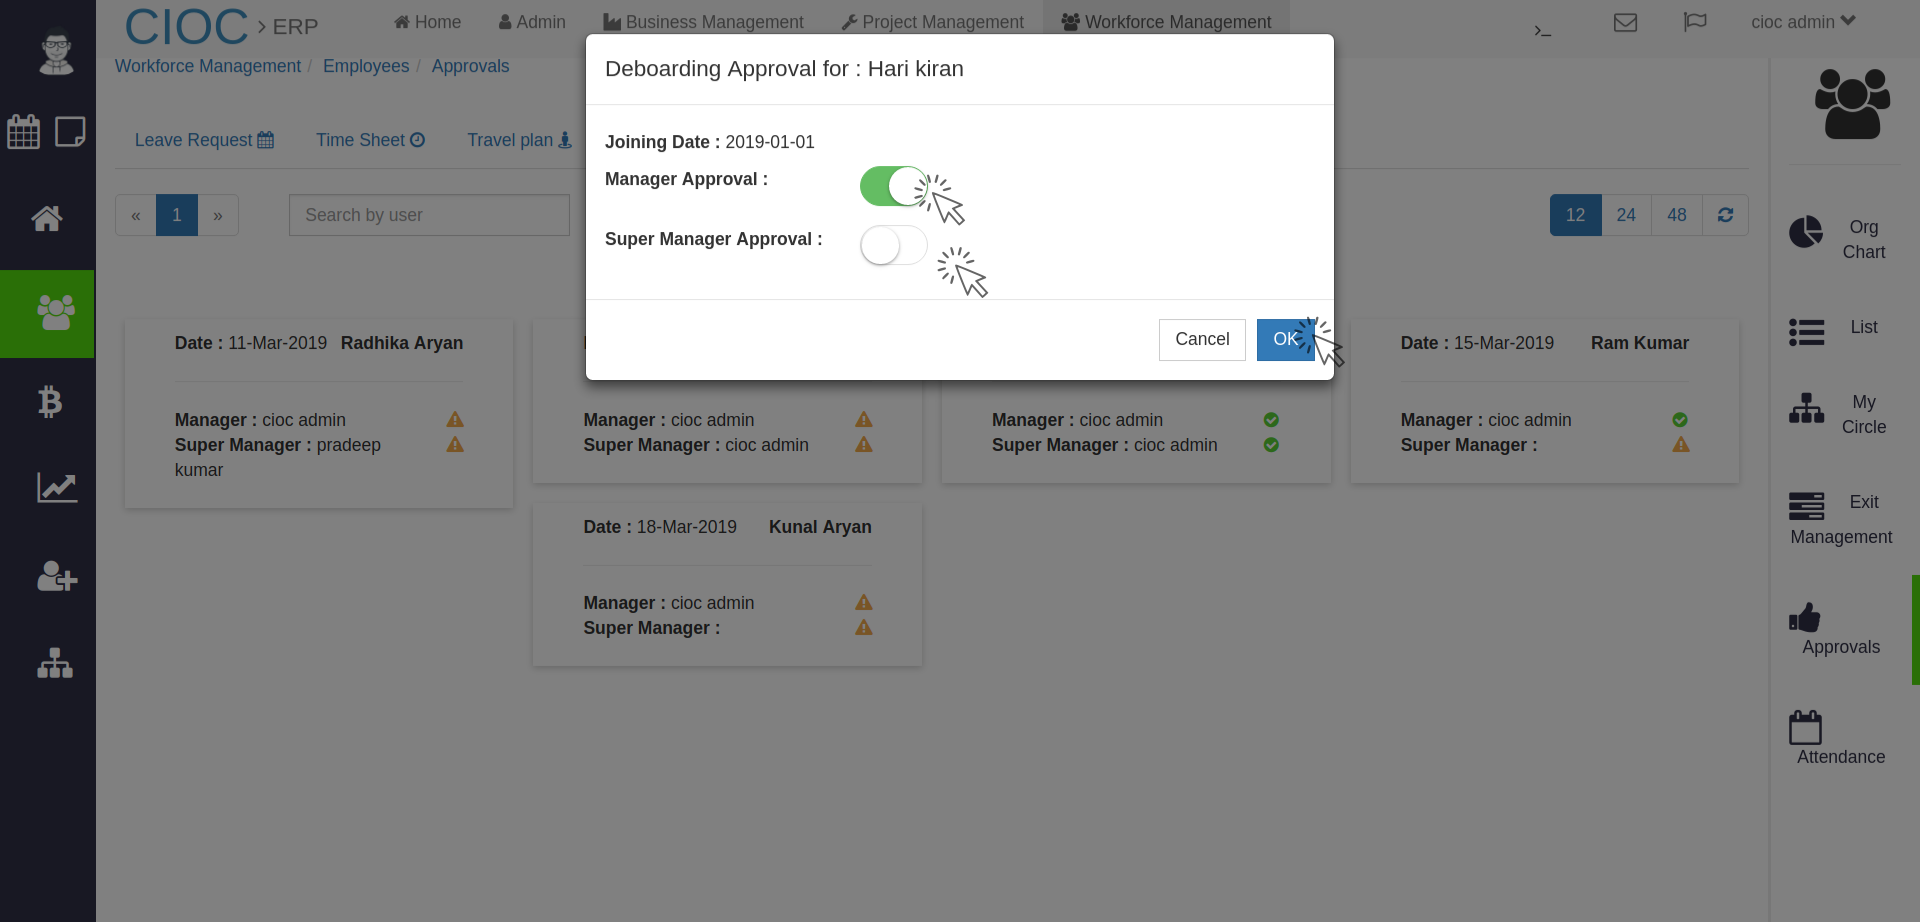 CIOC > ERP
Home
Admin
Business Management
Project Management
Workforce Management
>_
cioc admin
Workforce Management / Employees / Approvals
Leave Request
Time Sheet
Travel plan
« 1 »
Search by user
12 24 48
Deboarding Approval for : Hari kiran
Joining Date : 2019-01-01
Manager Approval :
Super Manager Approval :
Cancel
OK
Date : 11-Mar-2019 Radhika Aryan
Manager : cioc admin
Super Manager : pradeep
kumar
Manager : cioc admin
Super Manager : cioc admin
Manager : cioc admin
Super Manager : cioc admin
Date : 15-Mar-2019 Ram Kumar
Manager : cioc admin
Super Manager :
Date : 18-Mar-2019 Kunal Aryan
Manager : cioc admin
Super Manager :
Org
Chart
List
My
Circle
Exit
Management
Approvals
Attendance